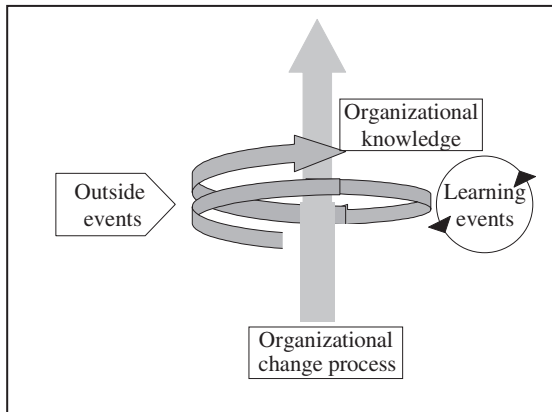 Organizational
knowledge
Outside
events
Learning
events
Organizational
change process